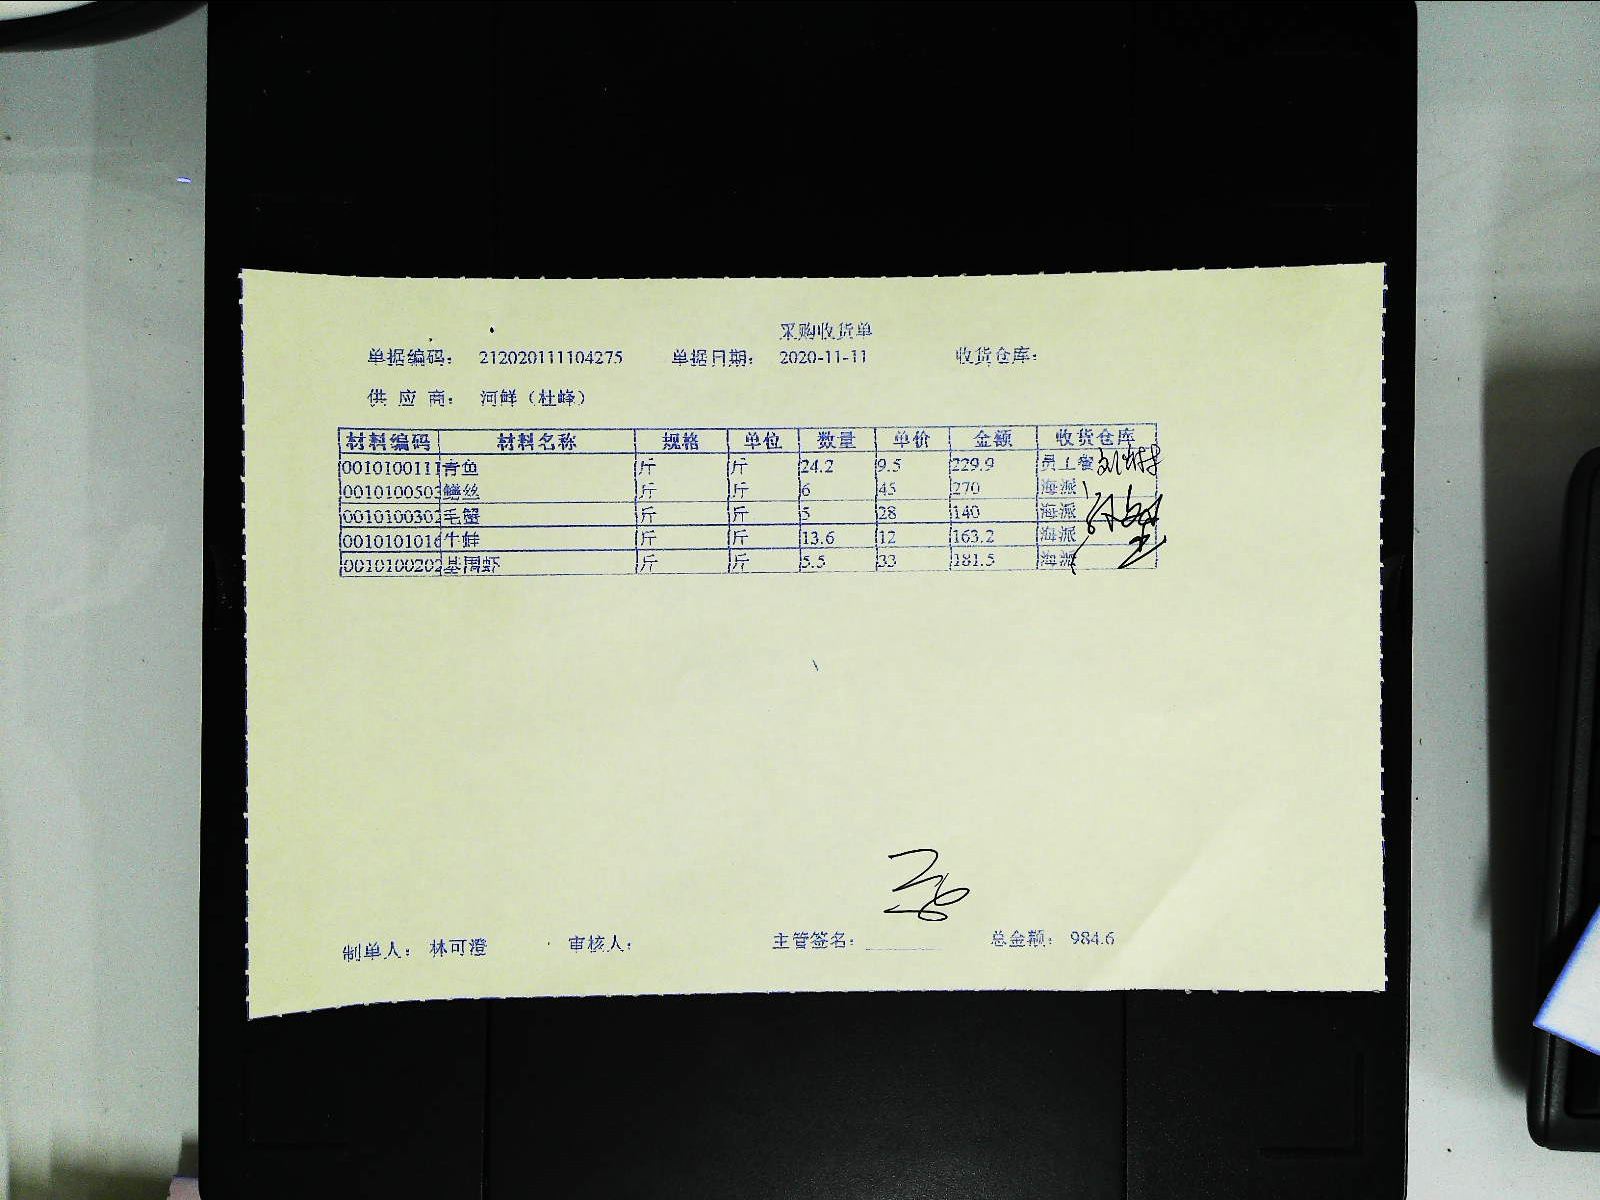 采购收货单
单据编码： 212020111104275 单据日期： 2020-11-11 收货仓库：
供 应 商： 河鲜（杜峰）
材料编码 材料名称 规格 单位 数量 单价 金额 收货仓库
0010100111 青鱼 斤 斤 24.2 9.5 229.9 员工餐
001010050 鳝丝 斤 斤 6 45 270 海派
001010030 毛蟹 斤 斤 5 28 140 海派
001010101 牛蛙 斤 斤 13.6 12 163.2 海派
001010020 基围虾 斤 斤 5.5 33 181.5 海派
制单人： 林可澄 审核人： 主管签名： 总金额： 984.6